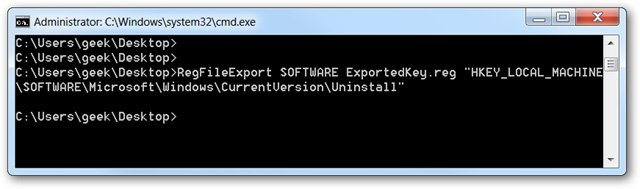 Administrator: C:\Windows\system32\cmd.exe
C:\Users\geek\Desktop>
C:\Users\geek\Desktop>
C:\Users\geek\Desktop>RegFileExport SOFTWARE ExportedKey.reg "HKEY_LOCAL_MACHINE
\SOFTWARE\Microsoft\Windows\CurrentVersion\Uninstall"
C:\Users\geek\Desktop>